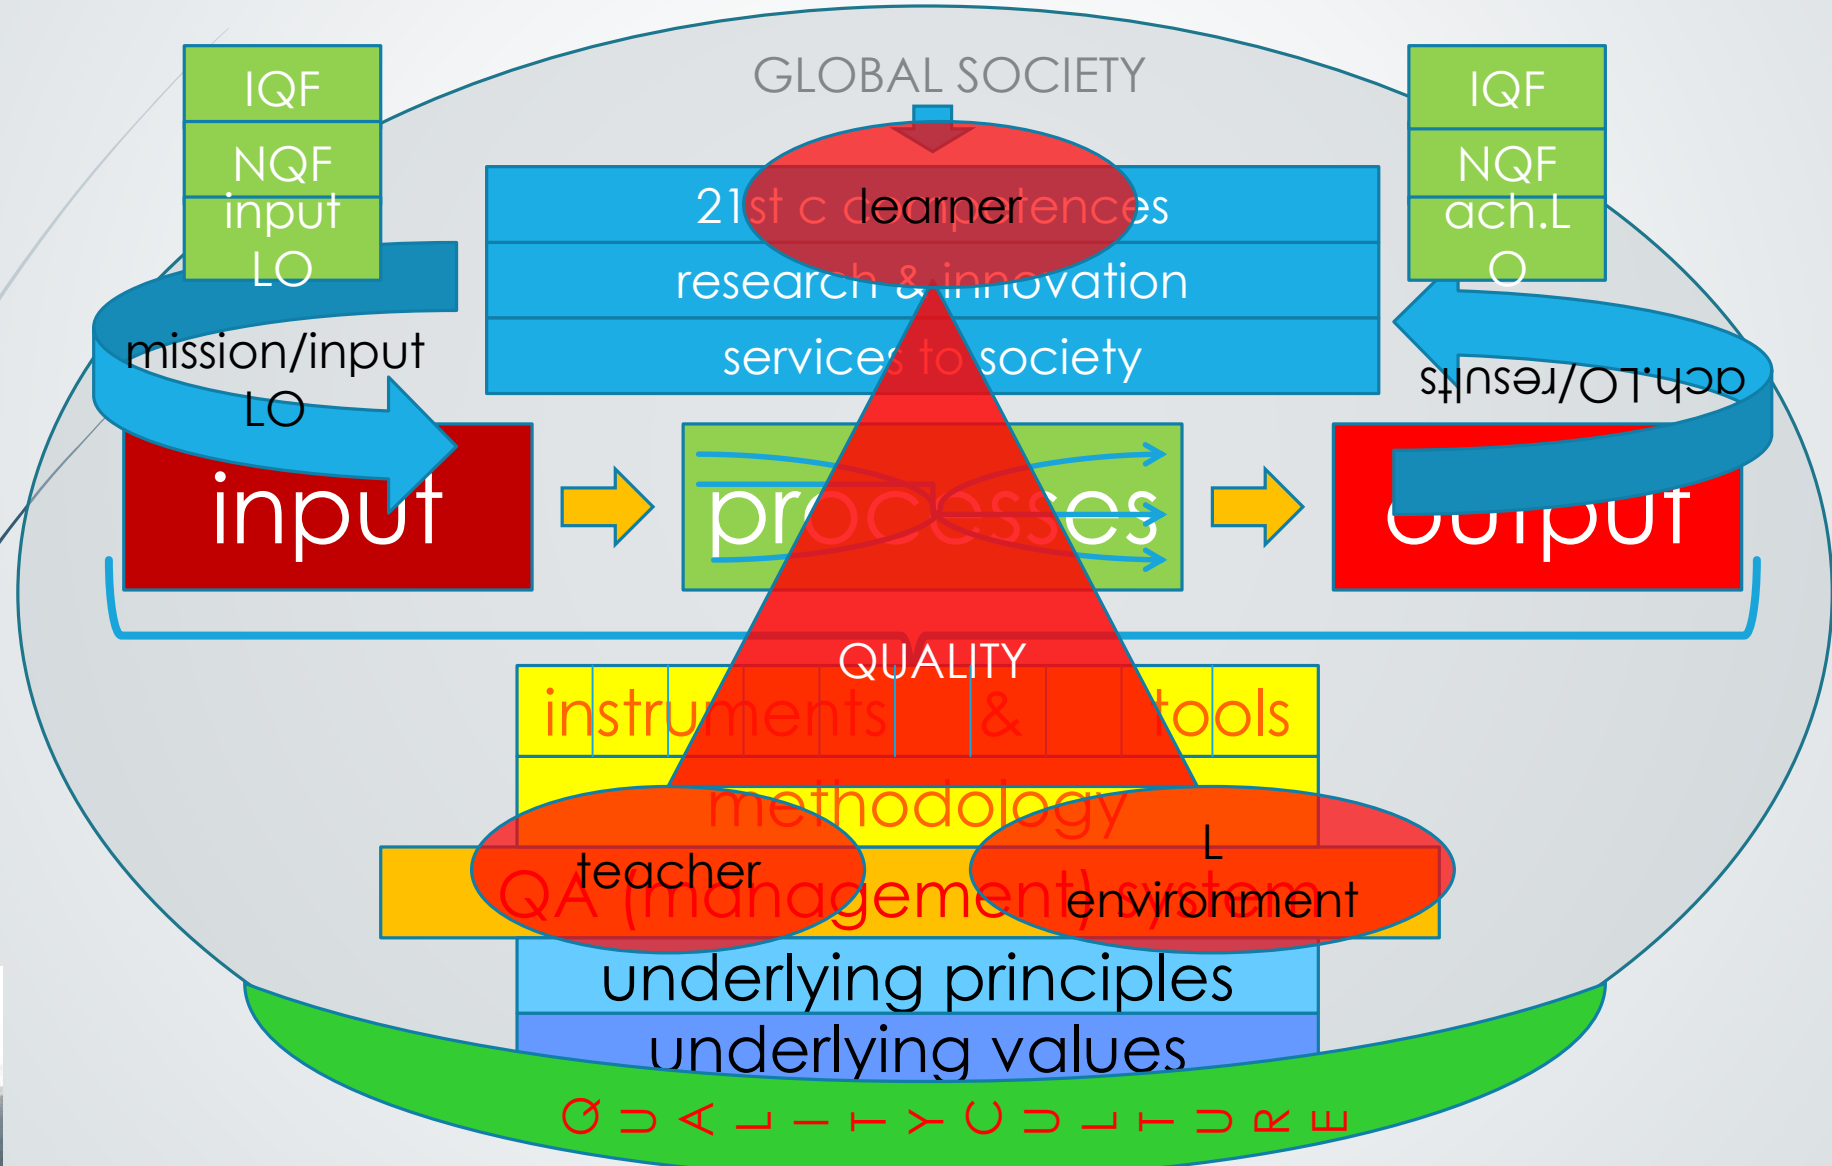 GLOBAL SOCIETY
IQF
NQF
input
LO
IQF
NQF
ach.L
O
21st c competences
learner
research & innovation
services to society
mission/input
LO
ach.LO/results
input
processes
output
QUALITY
instruments & tools
methodology
teacher
L
environment
QA (management) system
underlying principles
underlying values
QUALITY CULTURE